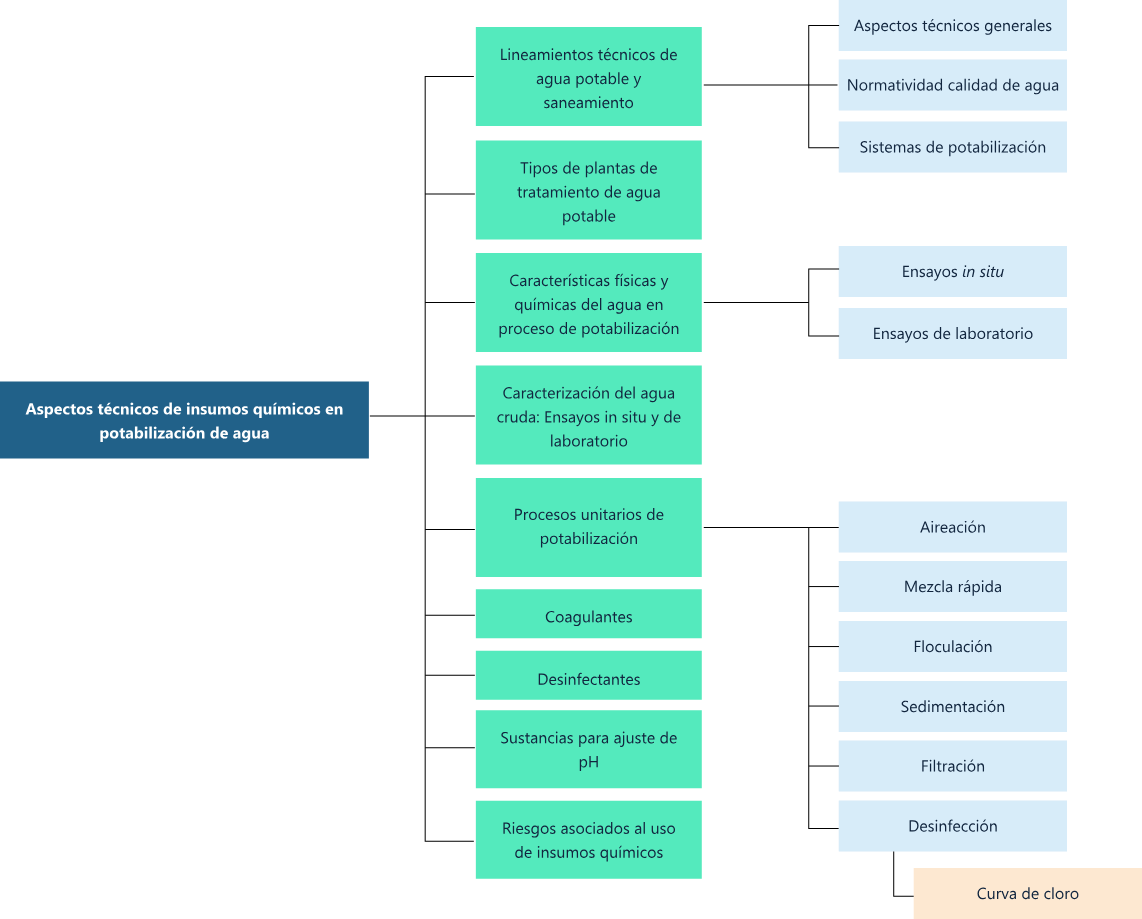 Aspectos técnicos de insumos químicos en
potabilización de agua
Lineamientos técnicos de
agua potable y
saneamiento
Aspectos técnicos generales
Normatividad calidad de agua
Sistemas de potabilización
Tipos de plantas de
tratamiento de agua
potable
Características físicas y
químicas del agua en
proceso de potabilización
Ensayos in situ
Ensayos de laboratorio
Caracterización del agua
cruda: Ensayos in situ y de
laboratorio
Procesos unitarios de
potabilización
Aireación
Mezcla rápida
Floculación
Sedimentación
Filtración
Desinfección
Curva de cloro
Coagulantes
Desinfectantes
Sustancias para ajuste de
pH
Riesgos asociados al uso
de insumos químicos